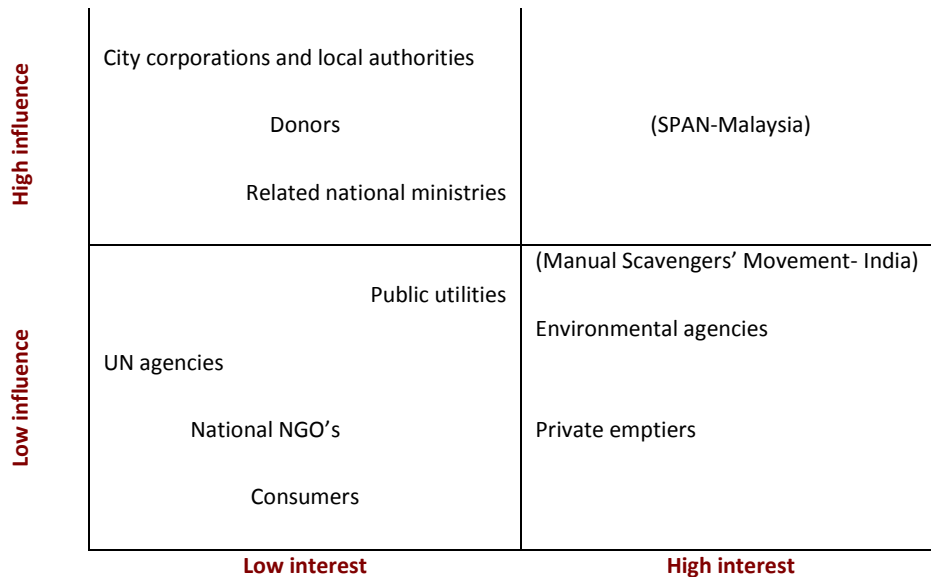 High influence
City corporations and local authorities
Donors
Related national ministries
(SPAN-Malaysia)
Low influence
Public utilities
UN agencies
National NGO’s
Consumers
(Manual Scavengers’ Movement- India)
Environmental agencies
Private emptiers
Low interest
High interest